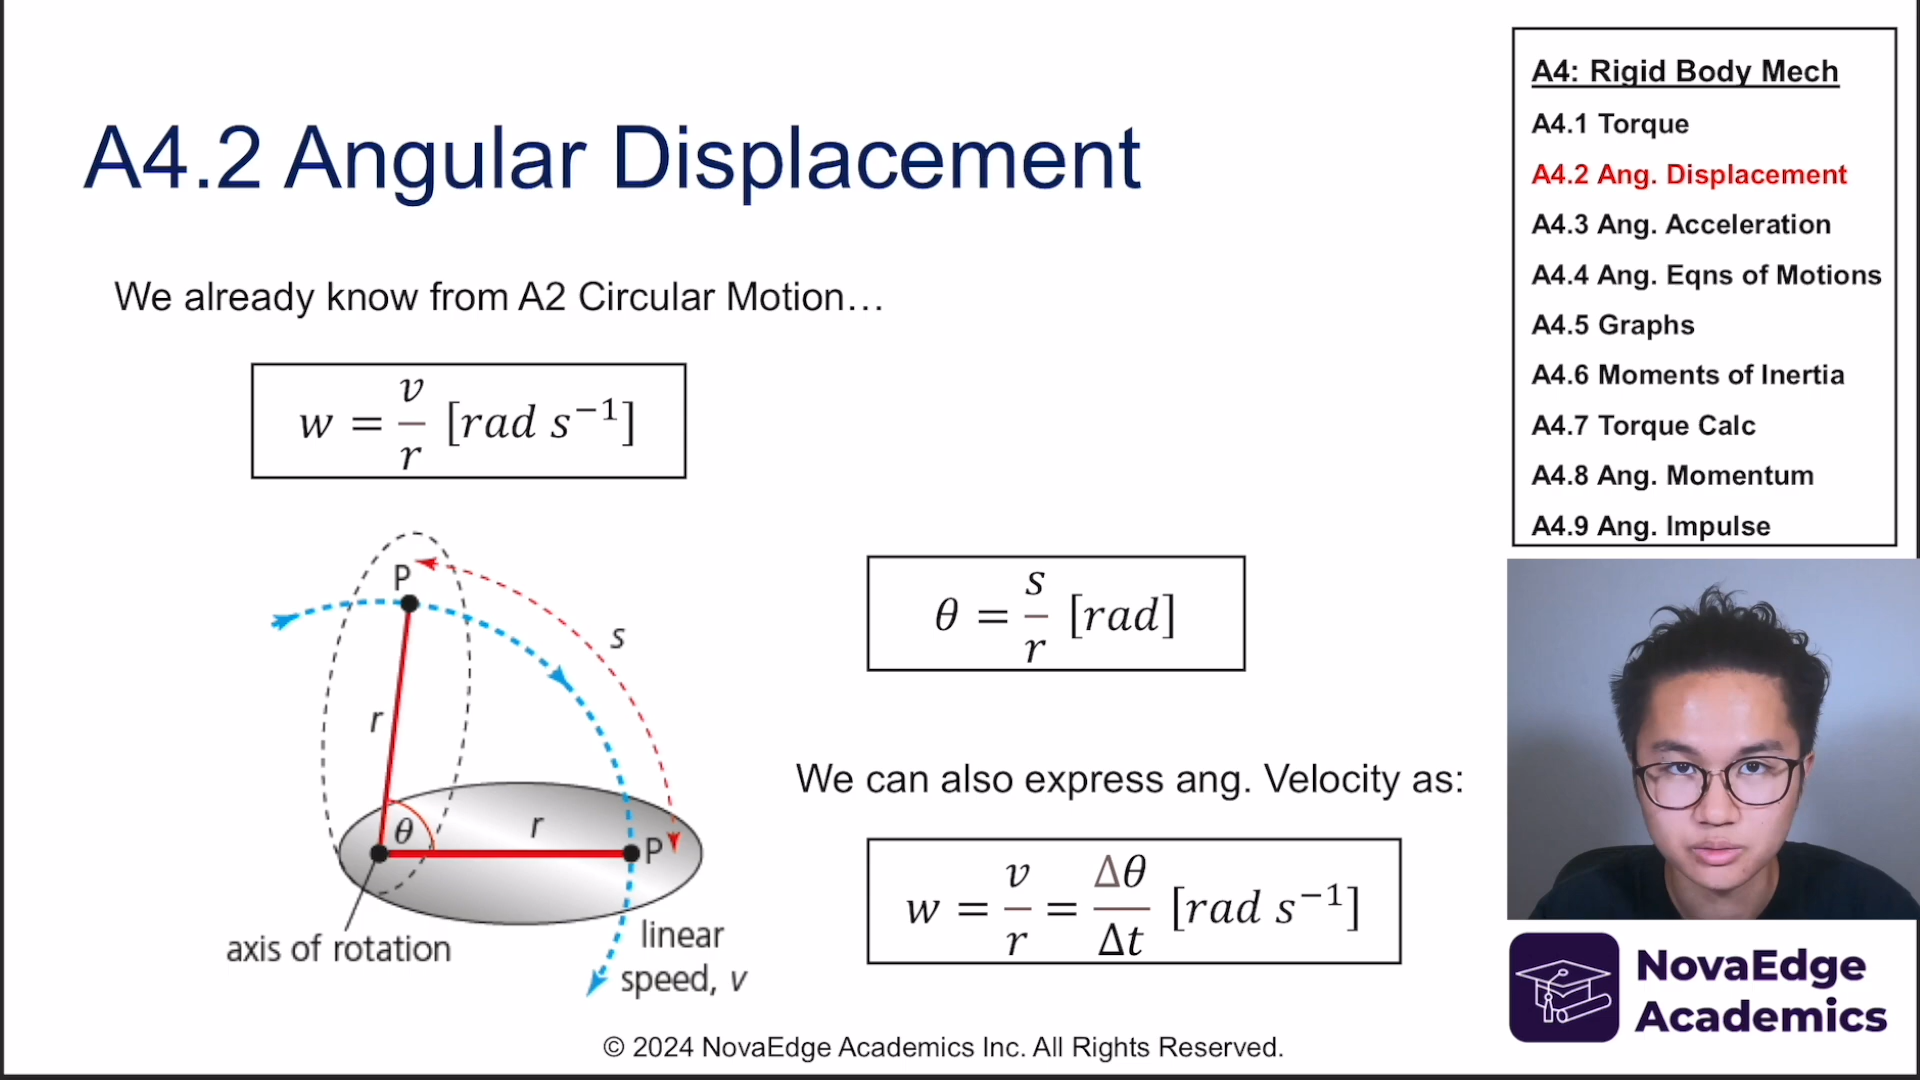 A4.2 Angular Displacement
We already know from A2 Circular Motion…
w = v/r [rad s⁻¹]
P
s
r
θ
r
P
axis of rotation
linear
speed, v
θ = s/r [rad]
We can also express ang. Velocity as:
w = v/r = Δθ/Δt [rad s⁻¹]
© 2024 NovaEdge Academics Inc. All Rights Reserved.
A4: Rigid Body Mech
A4.1 Torque
A4.2 Ang. Displacement
A4.3 Ang. Acceleration
A4.4 Ang. Eqns of Motions
A4.5 Graphs
A4.6 Moments of Inertia
A4.7 Torque Calc
A4.8 Ang. Momentum
A4.9 Ang. Impulse
NovaEdge
Academics